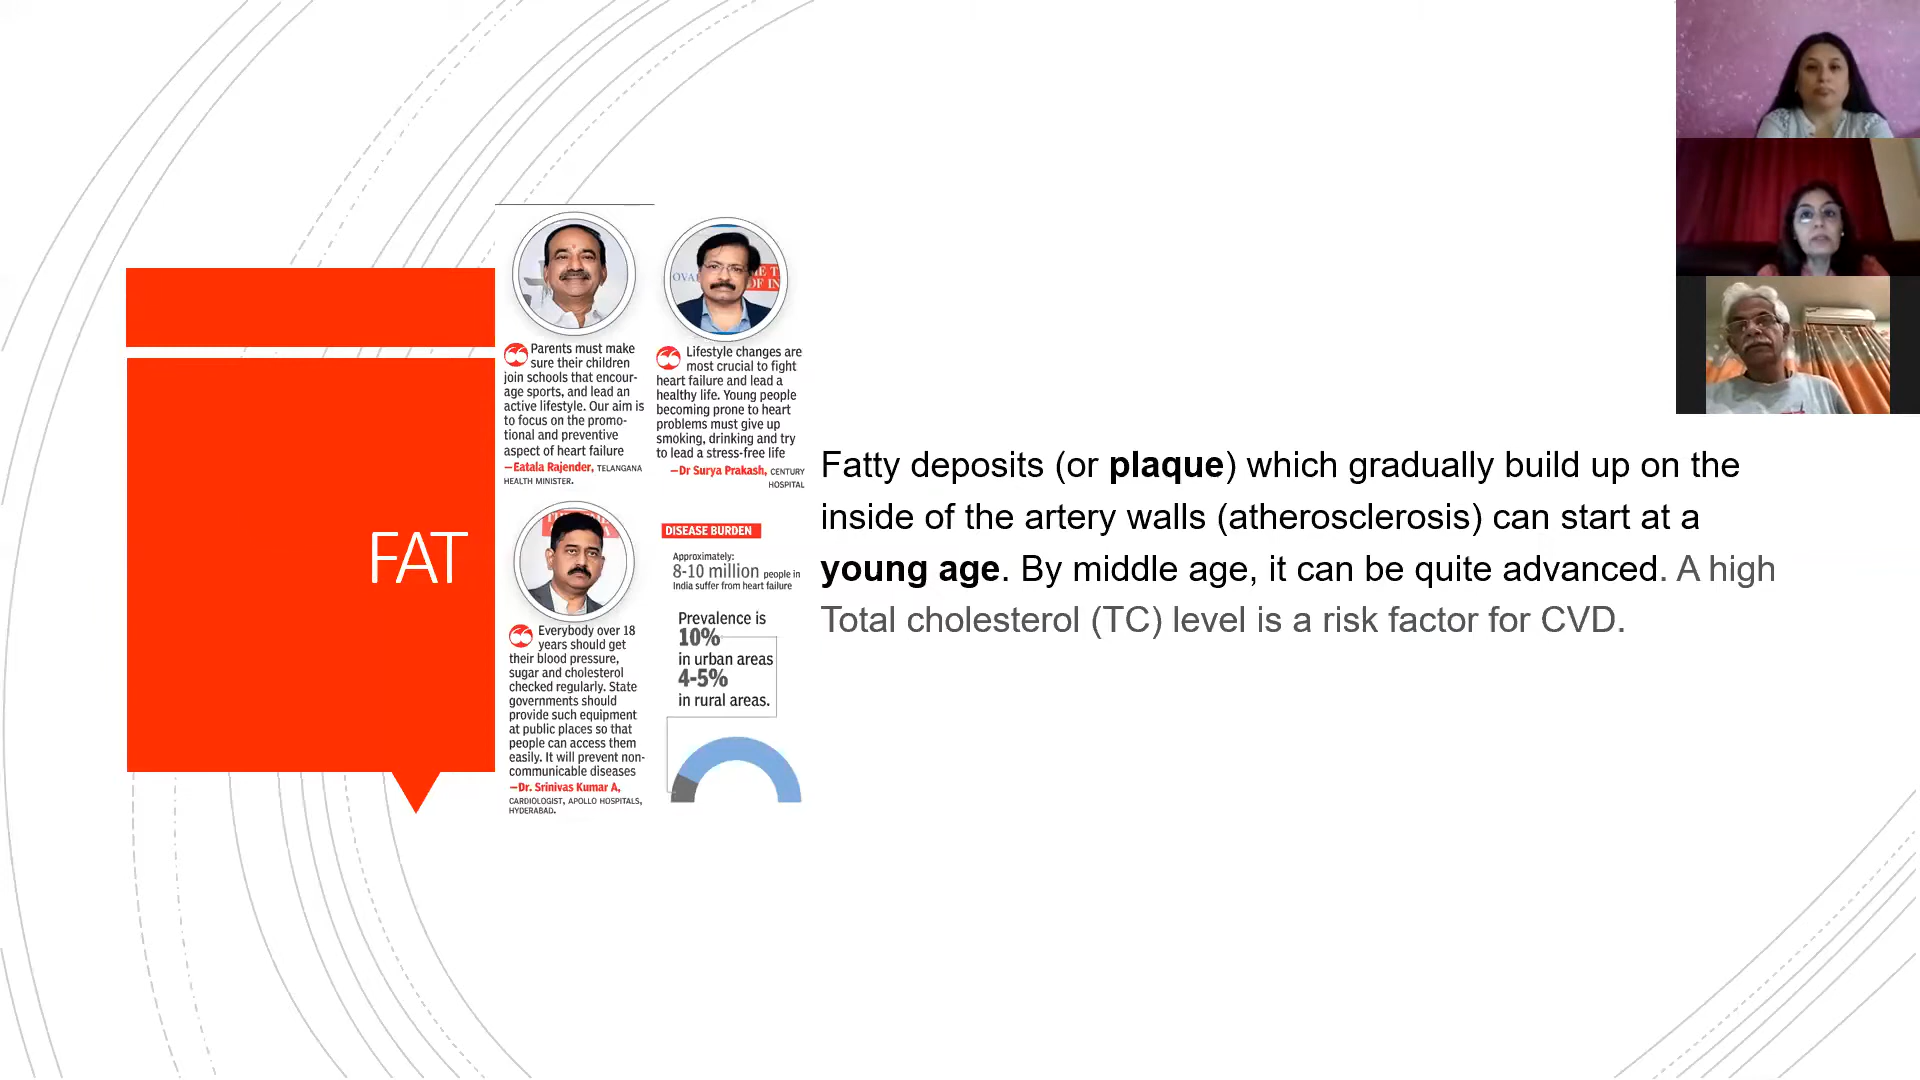 FAT
Parents must make
sure their children
join schools that encour-
age sports, and lead an
active lifestyle. Our aim is
to focus on the promo-
tional and preventive
aspect of heart failure
—Eatala Rajender, TELANGANA
HEALTH MINISTER.
Lifestyle changes are
most crucial to fight
heart failure and lead a
healthy life. Young people
becoming prone to heart
problems must give up
smoking, drinking and try
to lead a stress-free life
—Dr Surya Prakash, CENTURY
HOSPITAL
Everybody over 18
years should get
their blood pressure,
sugar and cholesterol
checked regularly. State
governments should
provide such equipment
at public places so that
people can access them
easily. It will prevent non-
communicable diseases
—Dr. Srinivas Kumar A,
CARDIOLOGIST, APOLLO HOSPITALS,
HYDERABAD.
DISEASE BURDEN
Approximately:
8-10 million people in
India suffer from heart failure
Prevalence is
10%
in urban areas
4-5%
in rural areas.
Fatty deposits (or plaque) which gradually build up on the
inside of the artery walls (atherosclerosis) can start at a
young age. By middle age, it can be quite advanced. A high
Total cholesterol (TC) level is a risk factor for CVD.